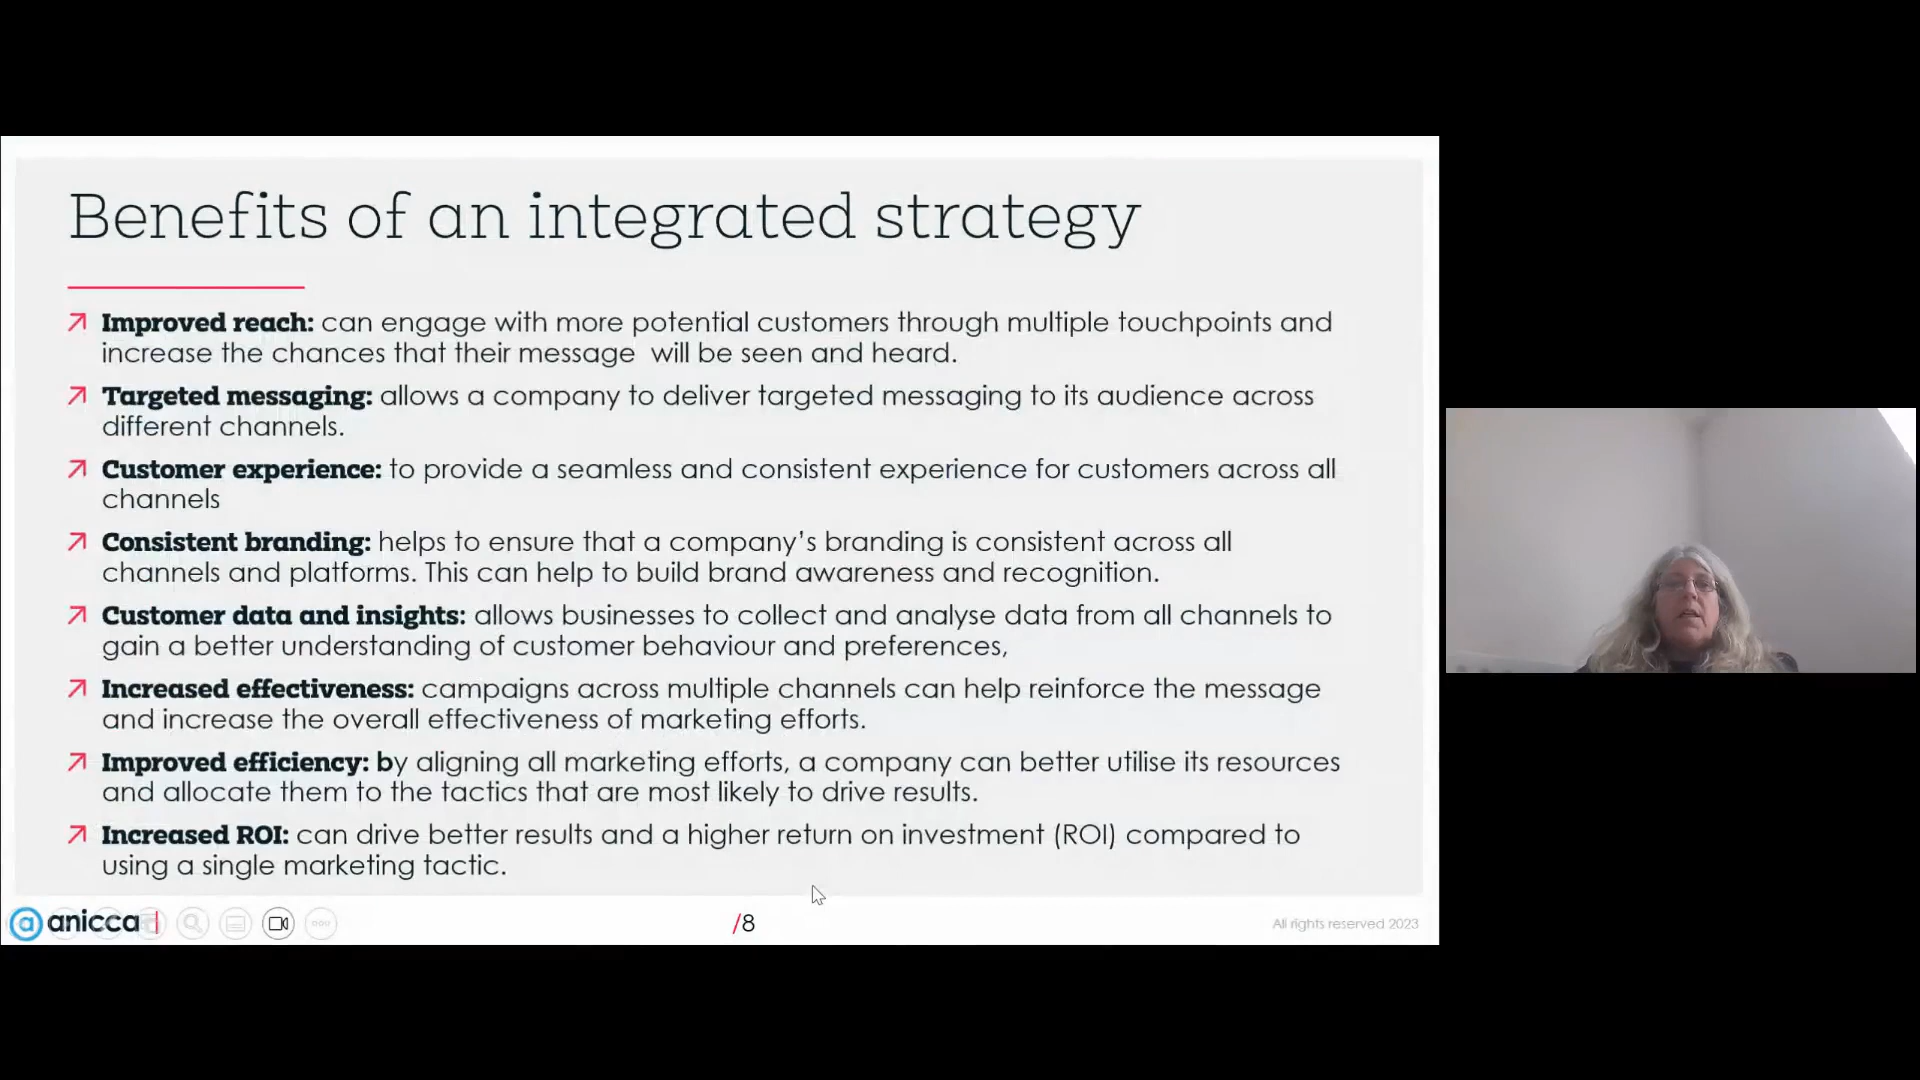 Benefits of an integrated strategy
Improved reach: can engage with more potential customers through multiple touchpoints and
increase the chances that their message  will be seen and heard.
Targeted messaging: allows a company to deliver targeted messaging to its audience across
different channels.
Customer experience: to provide a seamless and consistent experience for customers across all
channels
Consistent branding: helps to ensure that a company’s branding is consistent across all
channels and platforms. This can help to build brand awareness and recognition.
Customer data and insights: allows businesses to collect and analyse data from all channels to
gain a better understanding of customer behaviour and preferences,
Increased effectiveness: campaigns across multiple channels can help reinforce the message
and increase the overall effectiveness of marketing efforts.
Improved efficiency: by aligning all marketing efforts, a company can better utilise its resources
and allocate them to the tactics that are most likely to drive results.
Increased ROI: can drive better results and a higher return on investment (ROI) compared to
using a single marketing tactic.
anicca
/8
All rights reserved 2023